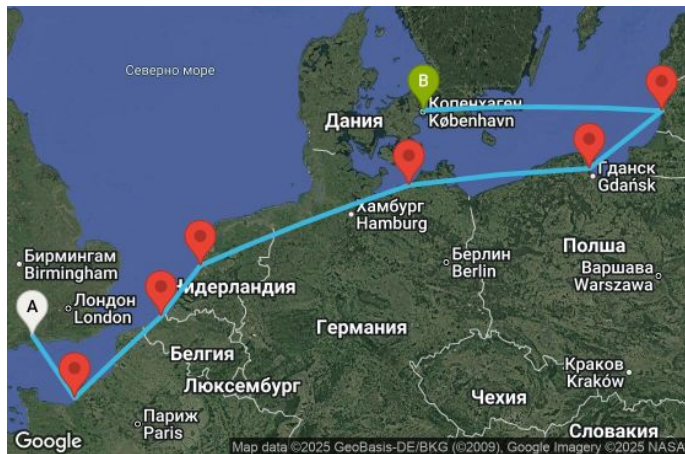 Северно море
B
Копенхаген
København
Дания
Гданск
Gdańsk
Хамбург
Hamburg
Бирмингам
Birmingham
Берлин
Berlin
Полша
Варшава
Warszawa
A
Лондон
London
Нидерландия
Германия
Белгия
Люксембург
Краков
Kraków
Чехия
Париж
Paris
Словакия
Google
Map data ©2025 GeoBasis-DE/BKG (©2009), Google Imagery ©2025 NASA